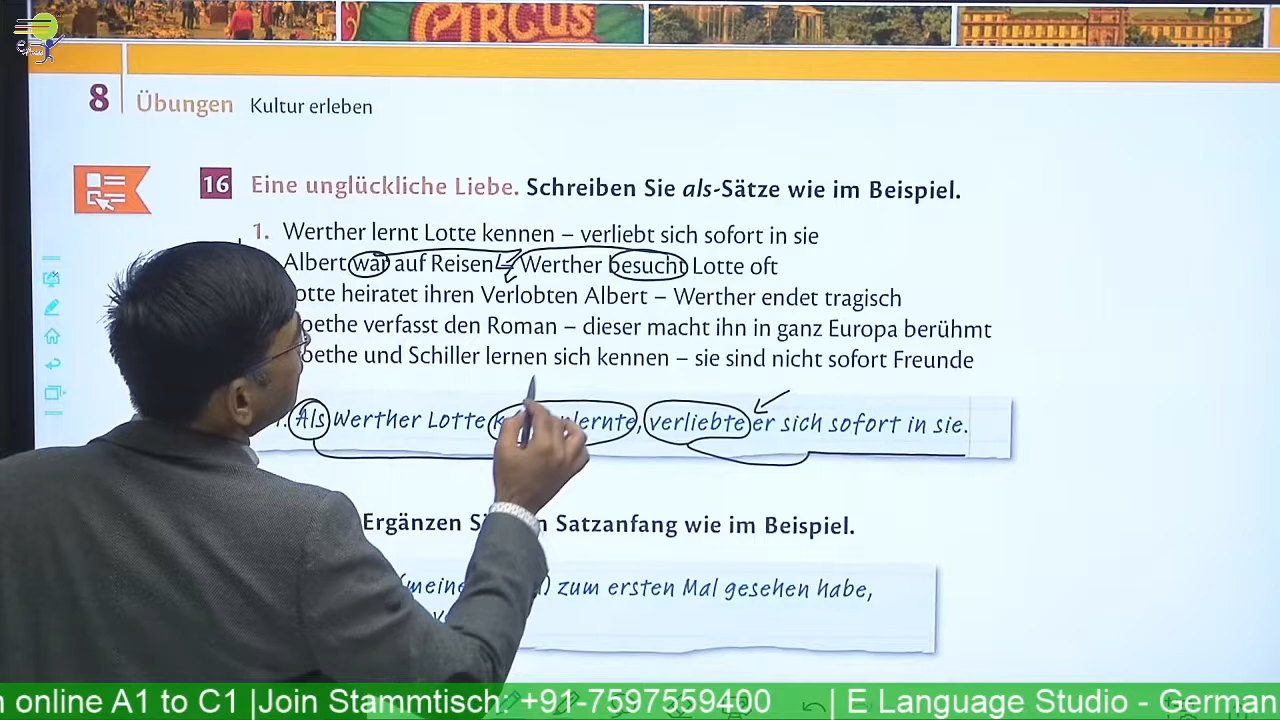 CIRCUS
8 Übungen Kultur erleben
16 Eine unglückliche Liebe. Schreiben Sie als-Sätze wie im Beispiel.
1. Werther lernt Lotte kennen – verliebt sich sofort in sie
Albert war auf Reisen – Werther besucht Lotte oft
otte heiratet ihren Verlobten Albert – Werther endet tragisch
oethe verfasst den Roman – dieser macht ihn in ganz Europa berühmt
oethe und Schiller lernen sich kennen – sie sind nicht sofort Freunde
Als Werther Lotte lernte, verliebte er sich sofort in sie.
Ergänzen Satzanfang wie im Beispiel.
zum ersten Mal gesehen habe,
online A1 to C1 |Join Stammtisch: +91-7597559400 | E Language Studio - German